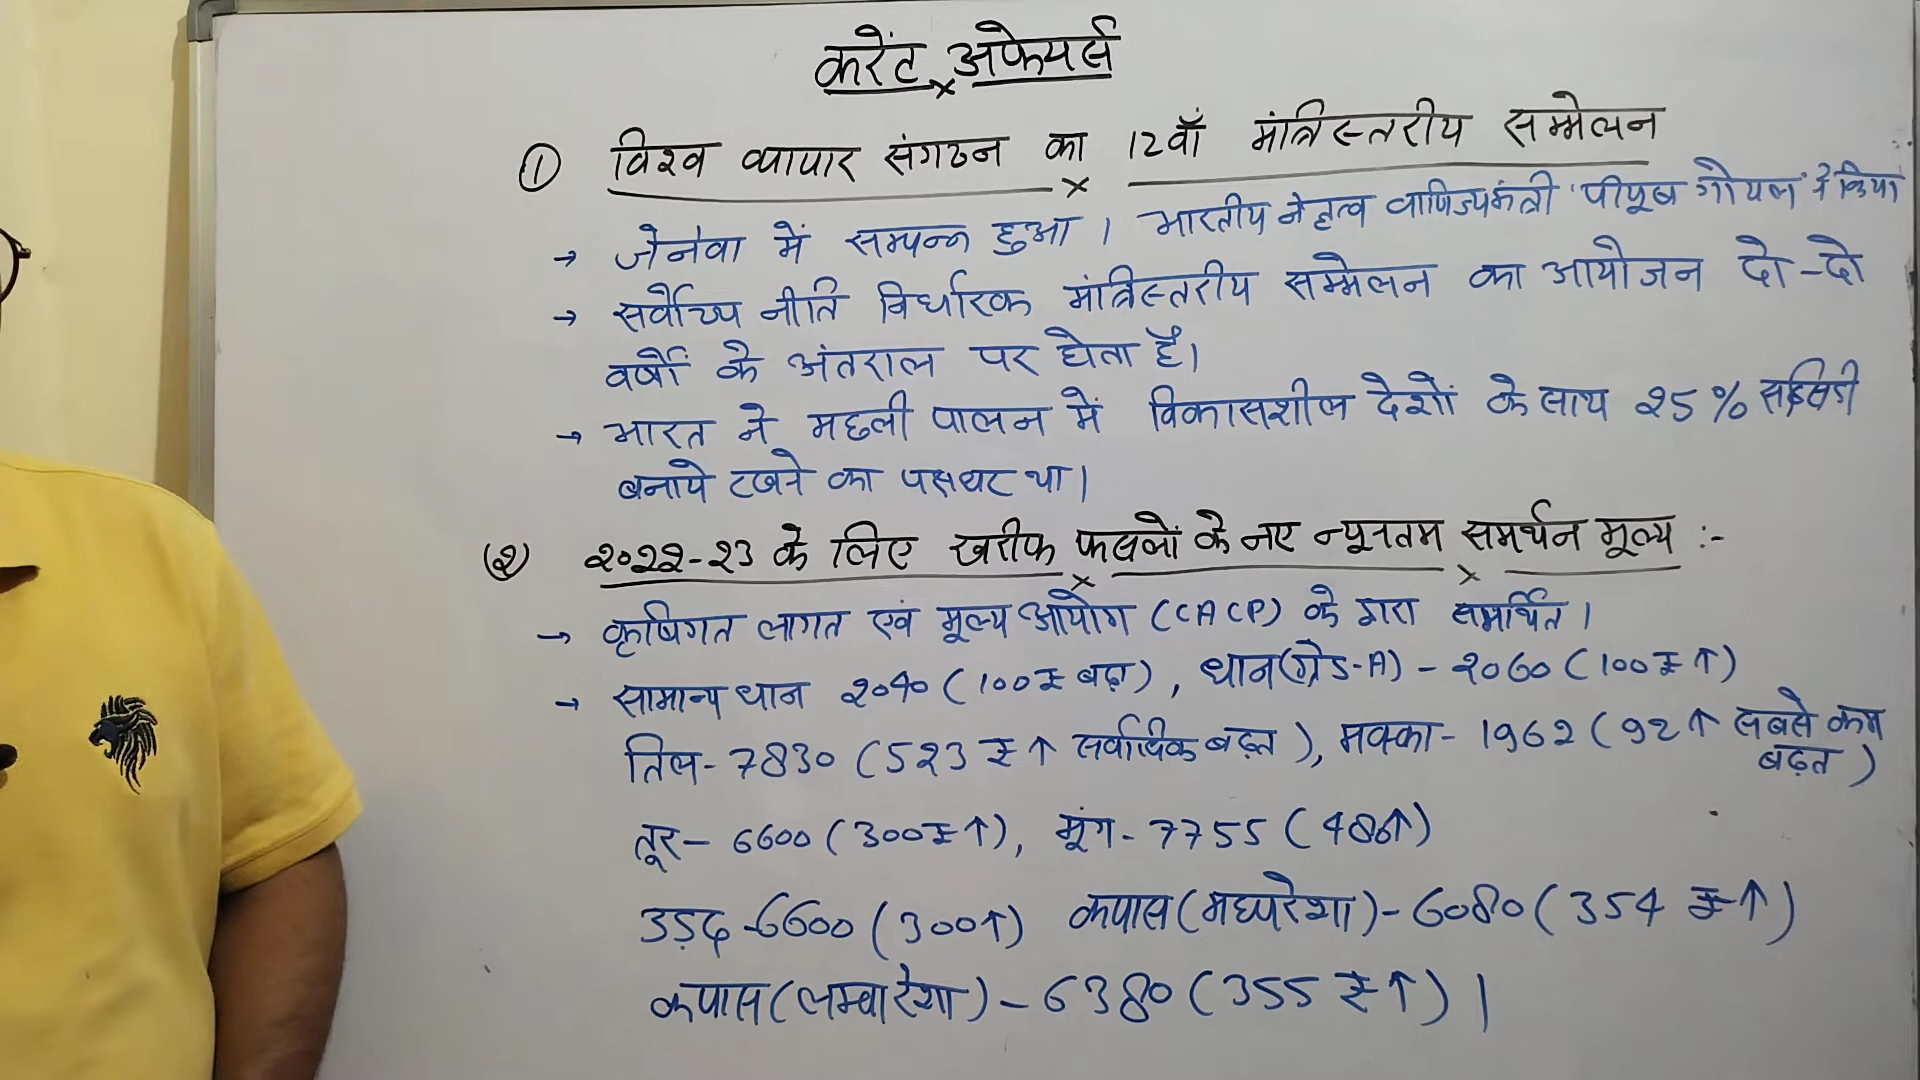 करेंट अफेयर्स
① विश्व व्यापार संगठन का 12वाँ मंत्रिस्तरीय सम्मेलन
→ जेनेवा में सम्पन्न हुआ। भारतीय नेतृत्व वाणिज्यमंत्री 'पीयूष गोयल' ने किया
→ सर्वोच्च नीति निर्धारक मंत्रिस्तरीय सम्मेलन का आयोजन दो-दो
वर्षों के अंतराल पर होता है।
→ भारत ने मछली पालन में विकासशील देशों के साथ 25% सब्सिडी
बनाये रखने का पक्षधर था।
(2) 2022-23 के लिए खरीफ फसलों के नए न्यूनतम समर्थन मूल्य :-
→ कृषिगत लागत एवं मूल्य आयोग (CACP) के द्वारा समर्थित।
→ सामान्य धान 2040 (100₹ बढ़ा), धान(ग्रेड-A) - 2060 (100₹↑)
तिल- 7830 (523 ₹↑ सर्वाधिक बढ़त), मक्का- 1962 (92↑ सबसे कम
बढ़त)
तूर- 6600 (300₹↑), मूंग- 7755 (480↑)
उड़द -6600 (300↑) कपास(मध्यरेशा)- 6080 (354 ₹↑)
कपास(लम्बा रेशा) - 6380 (355 ₹↑)।